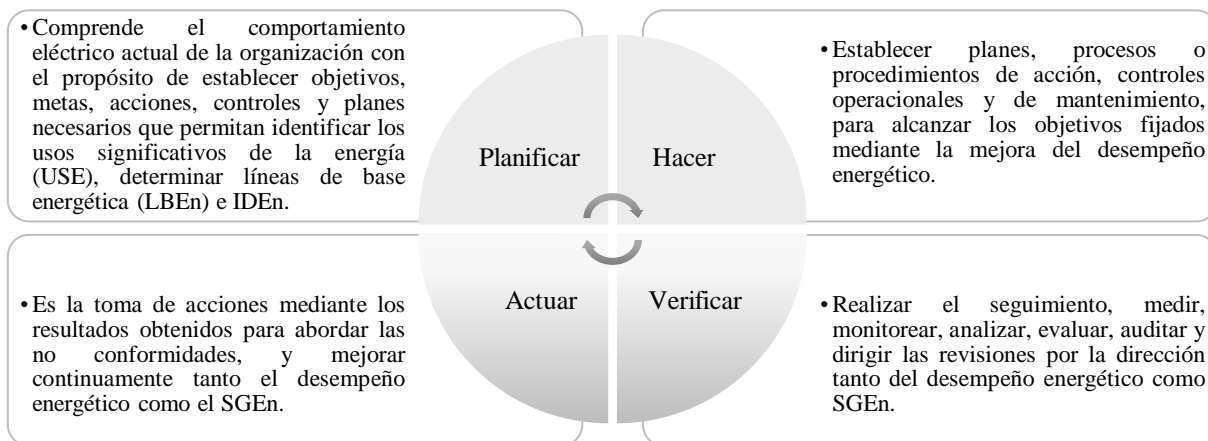 • Comprende el comportamiento
eléctrico actual de la organización con
el propósito de establecer objetivos,
metas, acciones, controles y planes
necesarios que permitan identificar los
usos significativos de la energía
(USE), determinar líneas de base
energética (LBEn) e IDEn.
Planificar
Hacer
• Establecer planes, procesos o
procedimientos de acción, controles
operacionales y de mantenimiento,
para alcanzar los objetivos fijados
mediante la mejora del desempeño
energético.
• Es la toma de acciones mediante los
resultados obtenidos para abordar las
no conformidades, y mejorar
continuamente tanto el desempeño
energético como el SGEn.
Actuar
Verificar
• Realizar el seguimiento, medir,
monitorear, analizar, evaluar, auditar y
dirigir las revisiones por la dirección
tanto del desempeño energético como
SGEn.